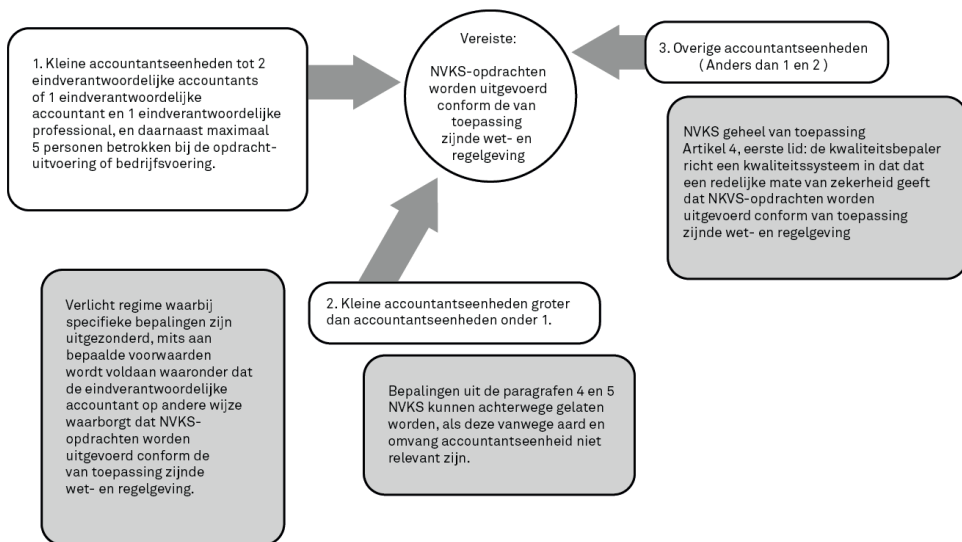 1. Kleine accountantseenheden tot 2
eindverantwoordelijke accountants
of 1 eindverantwoordelijke
accountant en 1 eindverantwoordelijke
professional, en daarnaast maximaal
5 personen betrokken bij de opdracht-
uitvoering of bedrijfsvoering.
Vereiste:
NVKS-opdrachten
worden uitgevoerd
conform de van
toepassing
zijnde wet- en
regelgeving
3. Overige accountantseenheden
( Anders dan 1 en 2 )
NVKS geheel van toepassing
Artikel 4, eerste lid: de kwaliteitsbepaler
richt een kwaliteitssysteem in dat dat
een redelijke mate van zekerheid geeft
dat NKVS-opdrachten worden
uitgevoerd conform van toepassing
zijnde wet- en regelgeving
Verlicht regime waarbij
specifieke bepalingen zijn
uitgezonderd, mits aan
bepaalde voorwaarden
wordt voldaan waaronder dat
de eindverantwoordelijke
accountant op andere wijze
waarborgt dat NVKS-
opdrachten worden
uitgevoerd conform de
van toepassing zijnde
wet- en regelgeving.
2. Kleine accountantseenheden groter
dan accountantseenheden onder 1.
Bepalingen uit de paragrafen 4 en 5
NVKS kunnen achterwege gelaten
worden, als deze vanwege aard en
omvang accountantseenheid niet
relevant zijn.